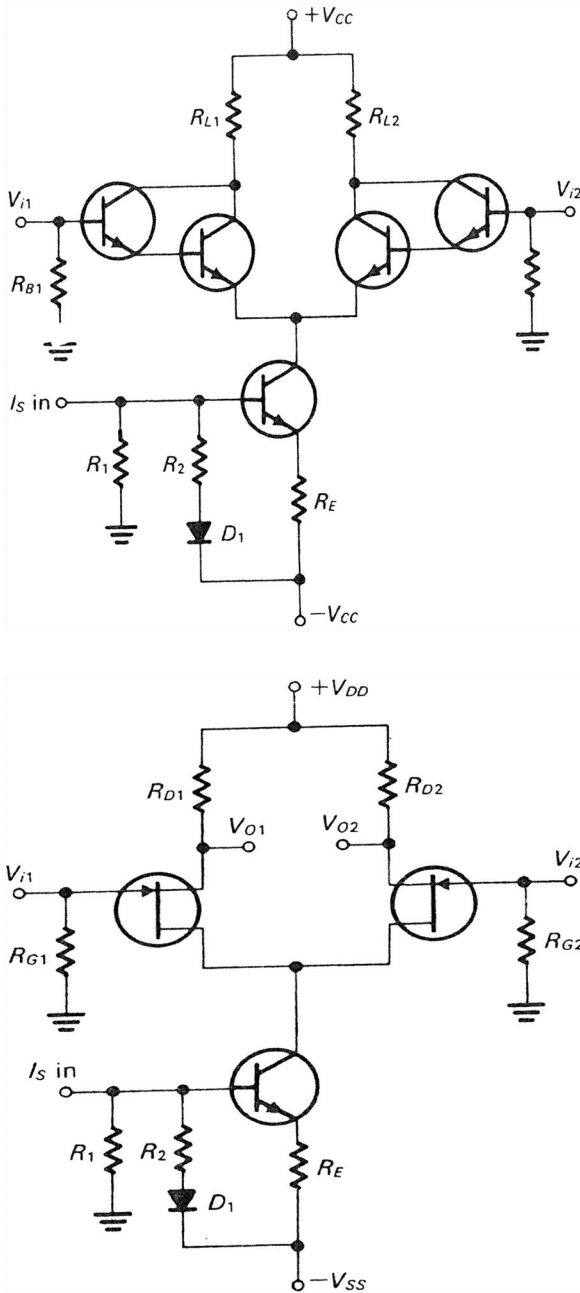 +VCC
RL1
RL2
Vi1
Vi2
RB1
IS in
R1
R2
RE
D1
−VCC
+VDD
RD1
RD2
VO1
VO2
Vi1
Vi2
RG1
RG2
IS in
R1
R2
RE
D1
−VSS